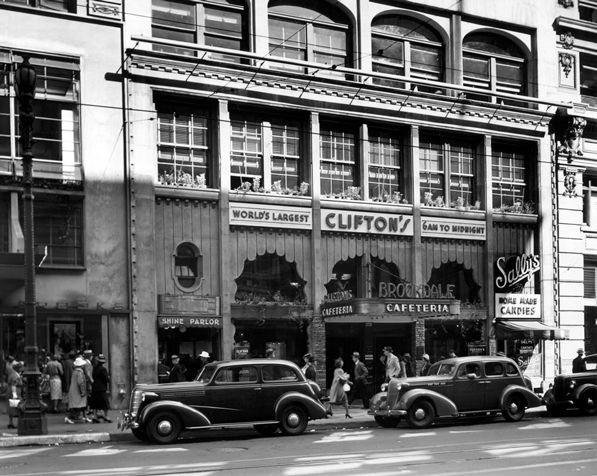 WORLD'S LARGEST
CLIFTON'S
6AM TO MIDNIGHT
Sally's
HOME MADE
CANDIES
BROOKDALE
CAFETERIA
CAFETERIA
SHINE PARLOR